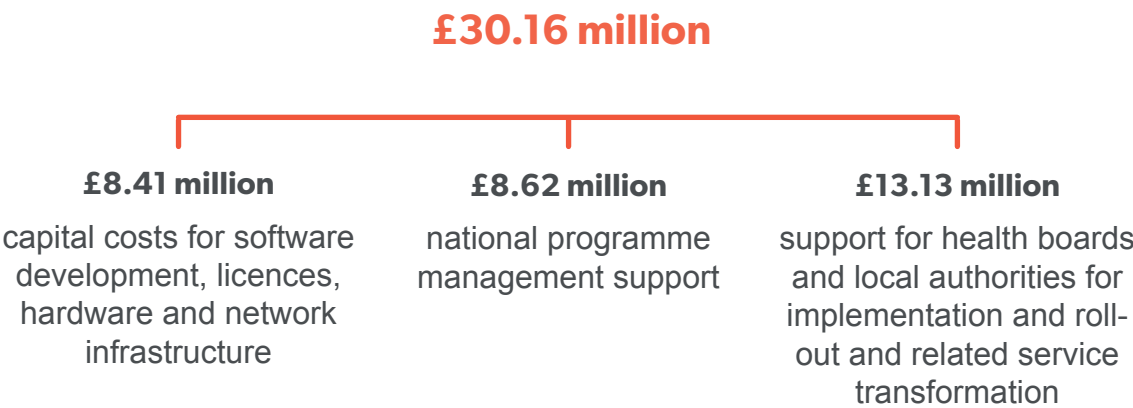 £30.16 million
£8.41 million
capital costs for software
development, licences,
hardware and network
infrastructure
£8.62 million
national programme
management support
£13.13 million
support for health boards
and local authorities for
implementation and roll-
out and related service
transformation